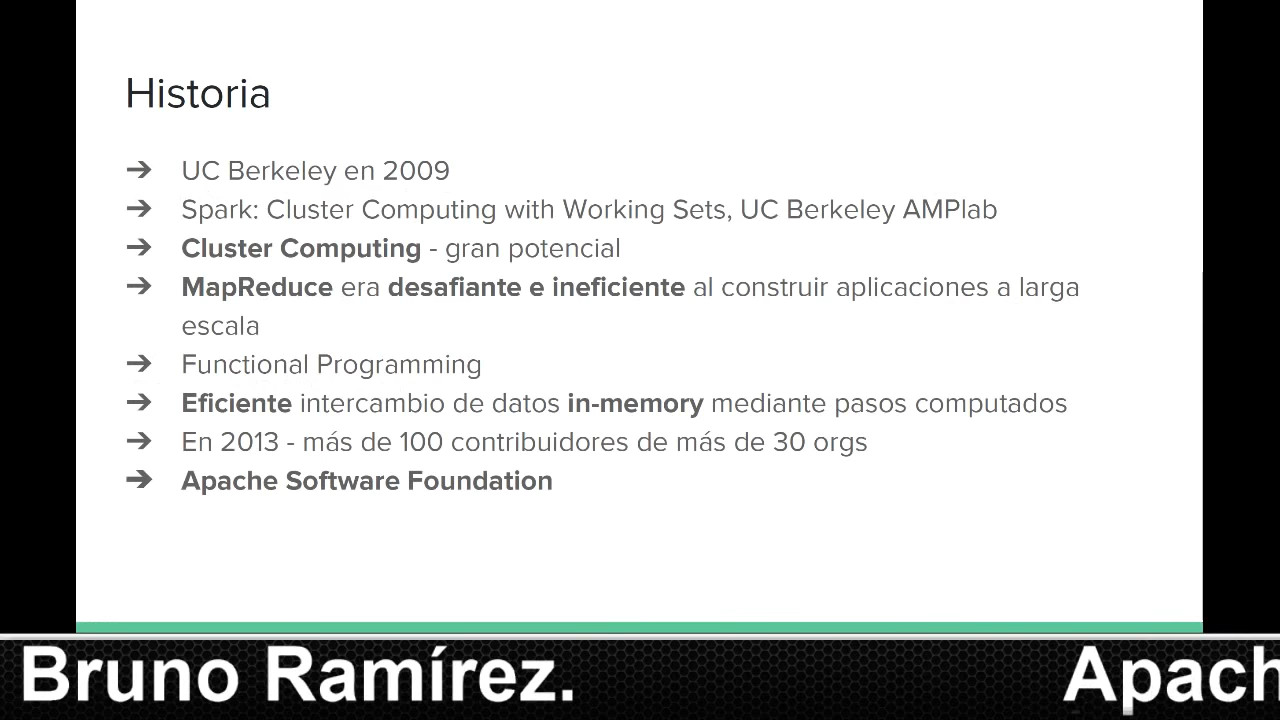 Historia
➔ UC Berkeley en 2009
➔ Spark: Cluster Computing with Working Sets, UC Berkeley AMPlab
➔ Cluster Computing - gran potencial
➔ MapReduce era desafiante e ineficiente al construir aplicaciones a larga
escala
➔ Functional Programming
➔ Eficiente intercambio de datos in-memory mediante pasos computados
➔ En 2013 - más de 100 contribuidores de más de 30 orgs
➔ Apache Software Foundation
Bruno Ramírez. Apach